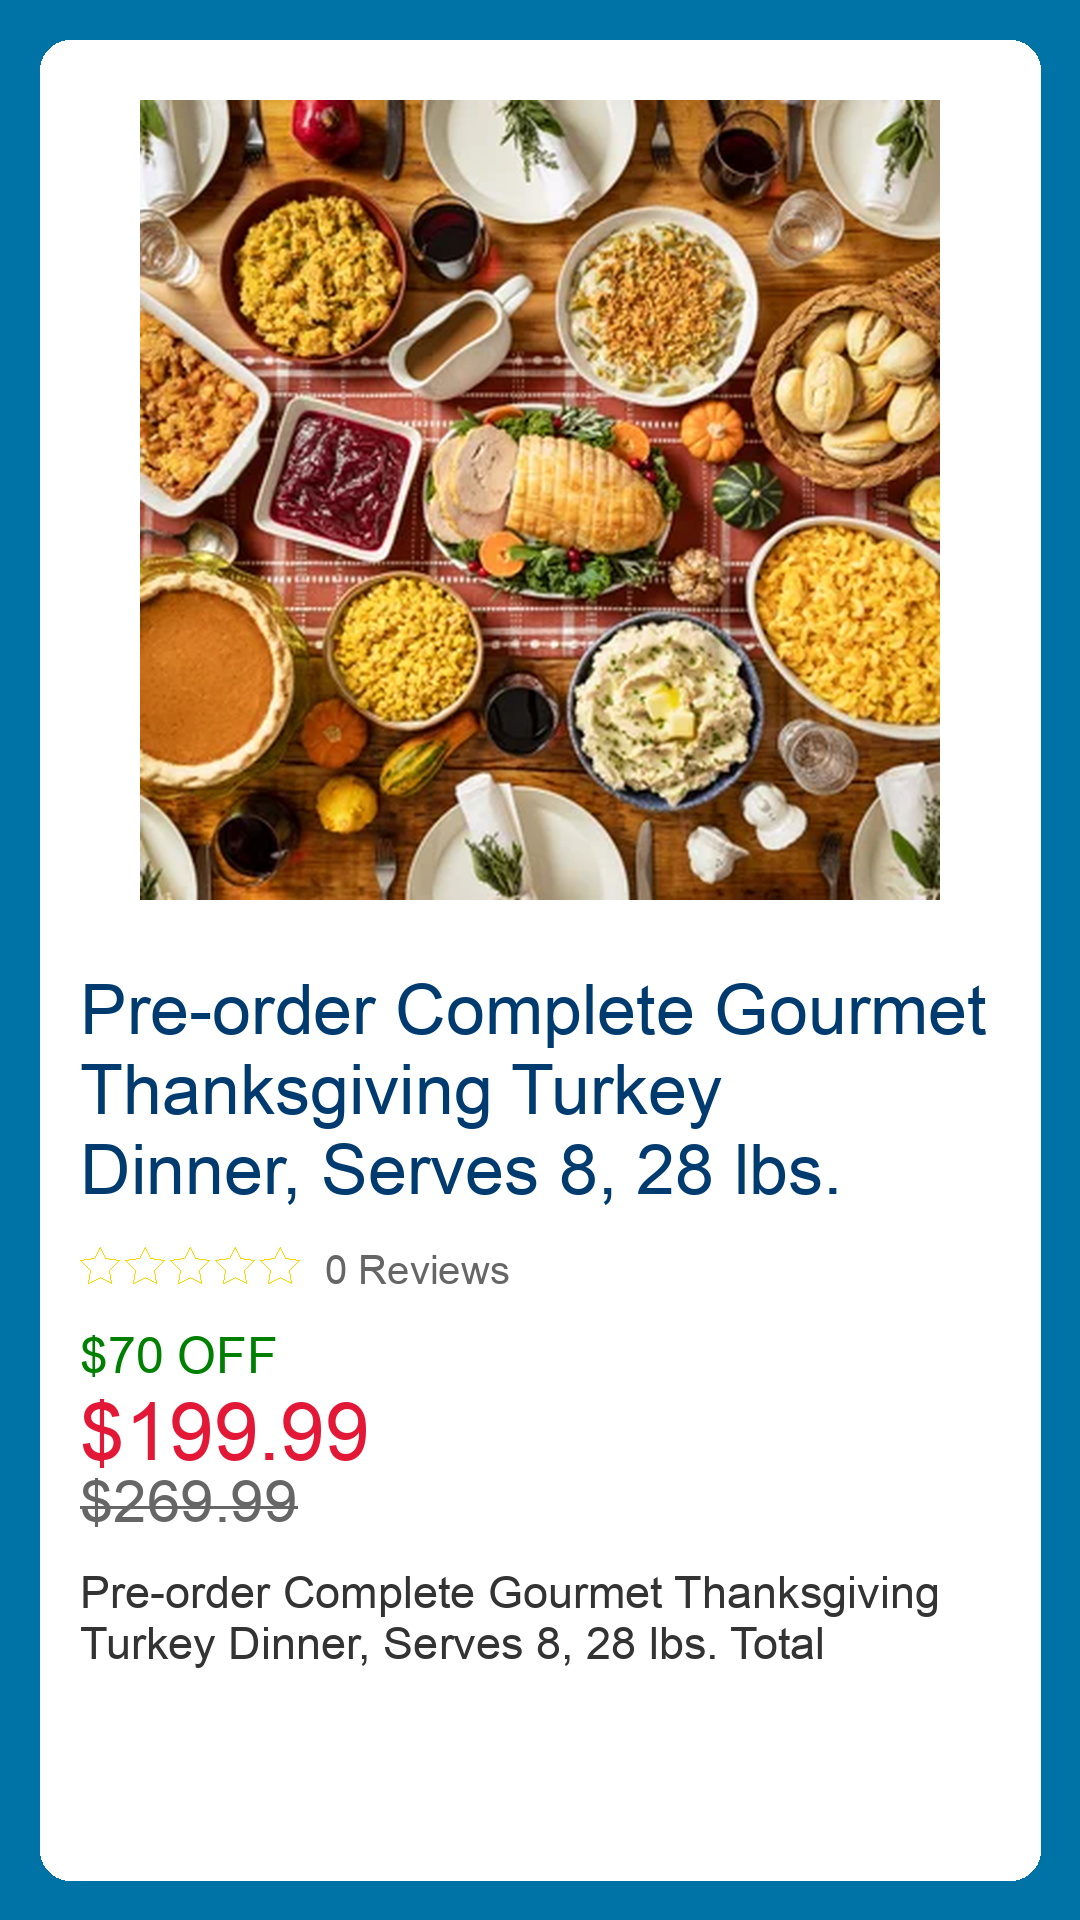 Pre-order Complete Gourmet
Thanksgiving Turkey
Dinner, Serves 8, 28 lbs.
0 Reviews
$70 OFF
$199.99
$269.99
Pre-order Complete Gourmet Thanksgiving
Turkey Dinner, Serves 8, 28 lbs. Total